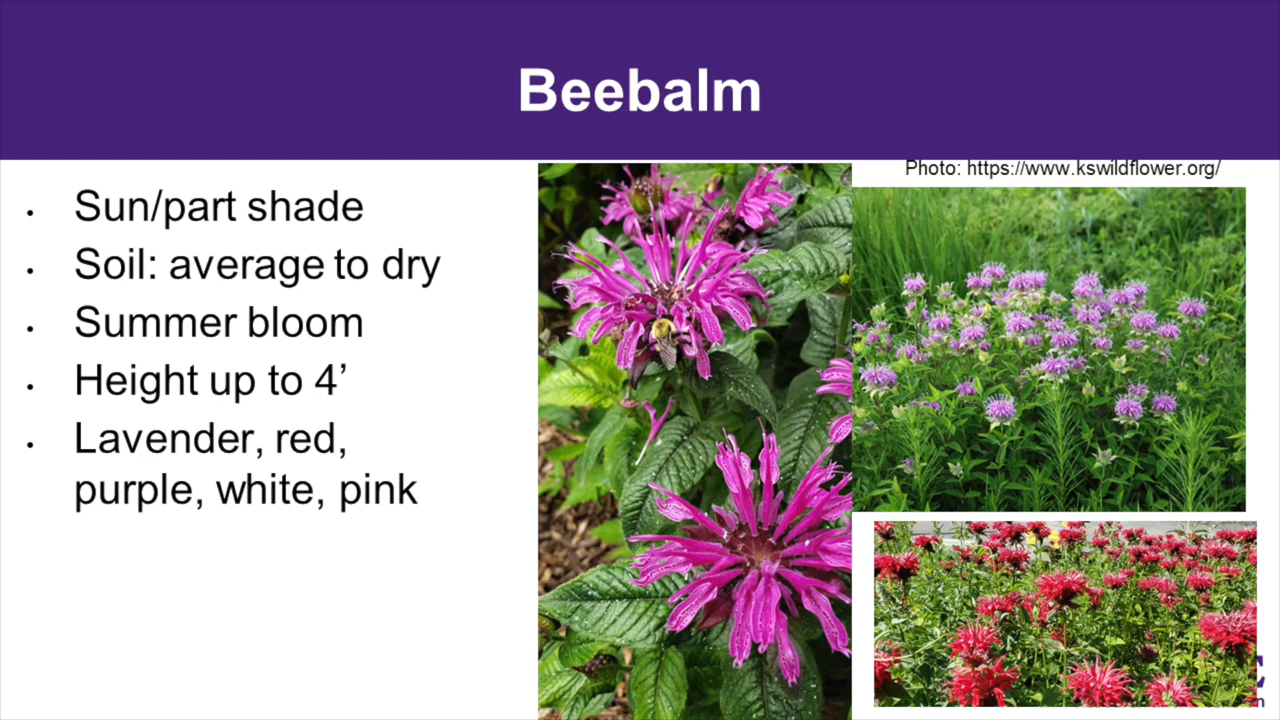 Beebalm
Photo: https://www.kswildflower.org/
• Sun/part shade
• Soil: average to dry
• Summer bloom
• Height up to 4’
• Lavender, red,
purple, white, pink